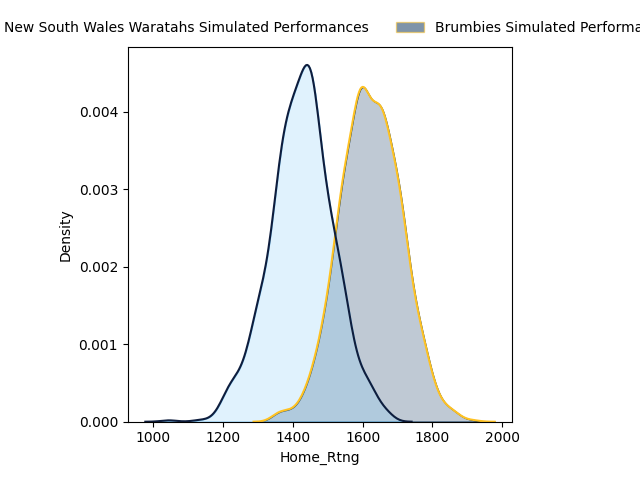 New South Wales Waratahs Simulated Performances
Brumbies Simulated Performa
0.004
0.003
0.002
0.001
0.000
Density
1000 1200 1400 1600 1800 2000
Home_Rtng